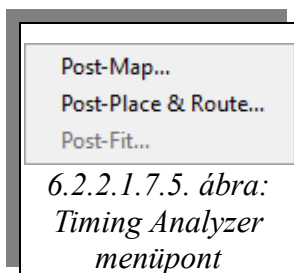 Post-Map...
Post-Place & Route...
Post-Fit...
6.2.2.1.7.5. ábra:
Timing Analyzer
menüpont